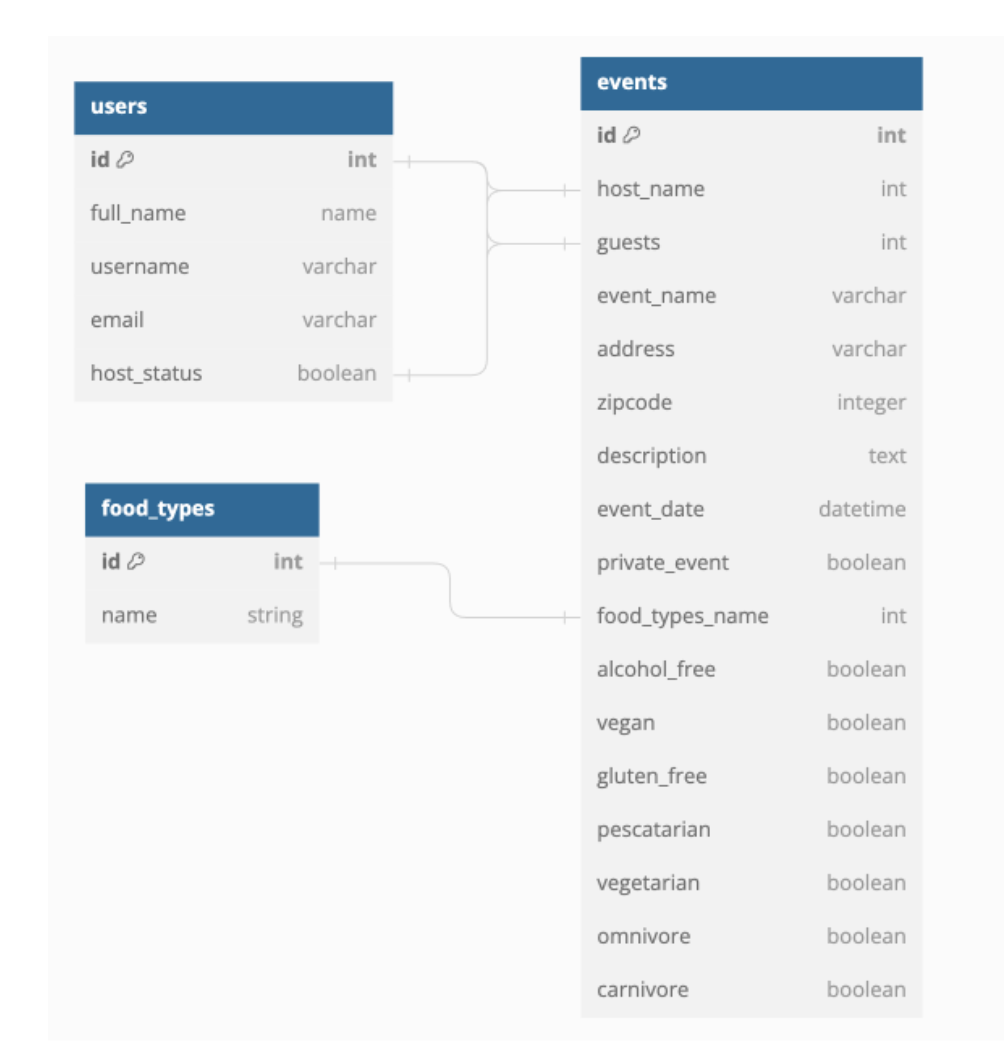 users
id int
full_name name
username varchar
email varchar
host_status boolean
food_types
id int
name string
events
id int
host_name int
guests int
event_name varchar
address varchar
zipcode integer
description text
event_date datetime
private_event boolean
food_types_name int
alcohol_free boolean
vegan boolean
gluten_free boolean
pescatarian boolean
vegetarian boolean
omnivore boolean
carnivore boolean